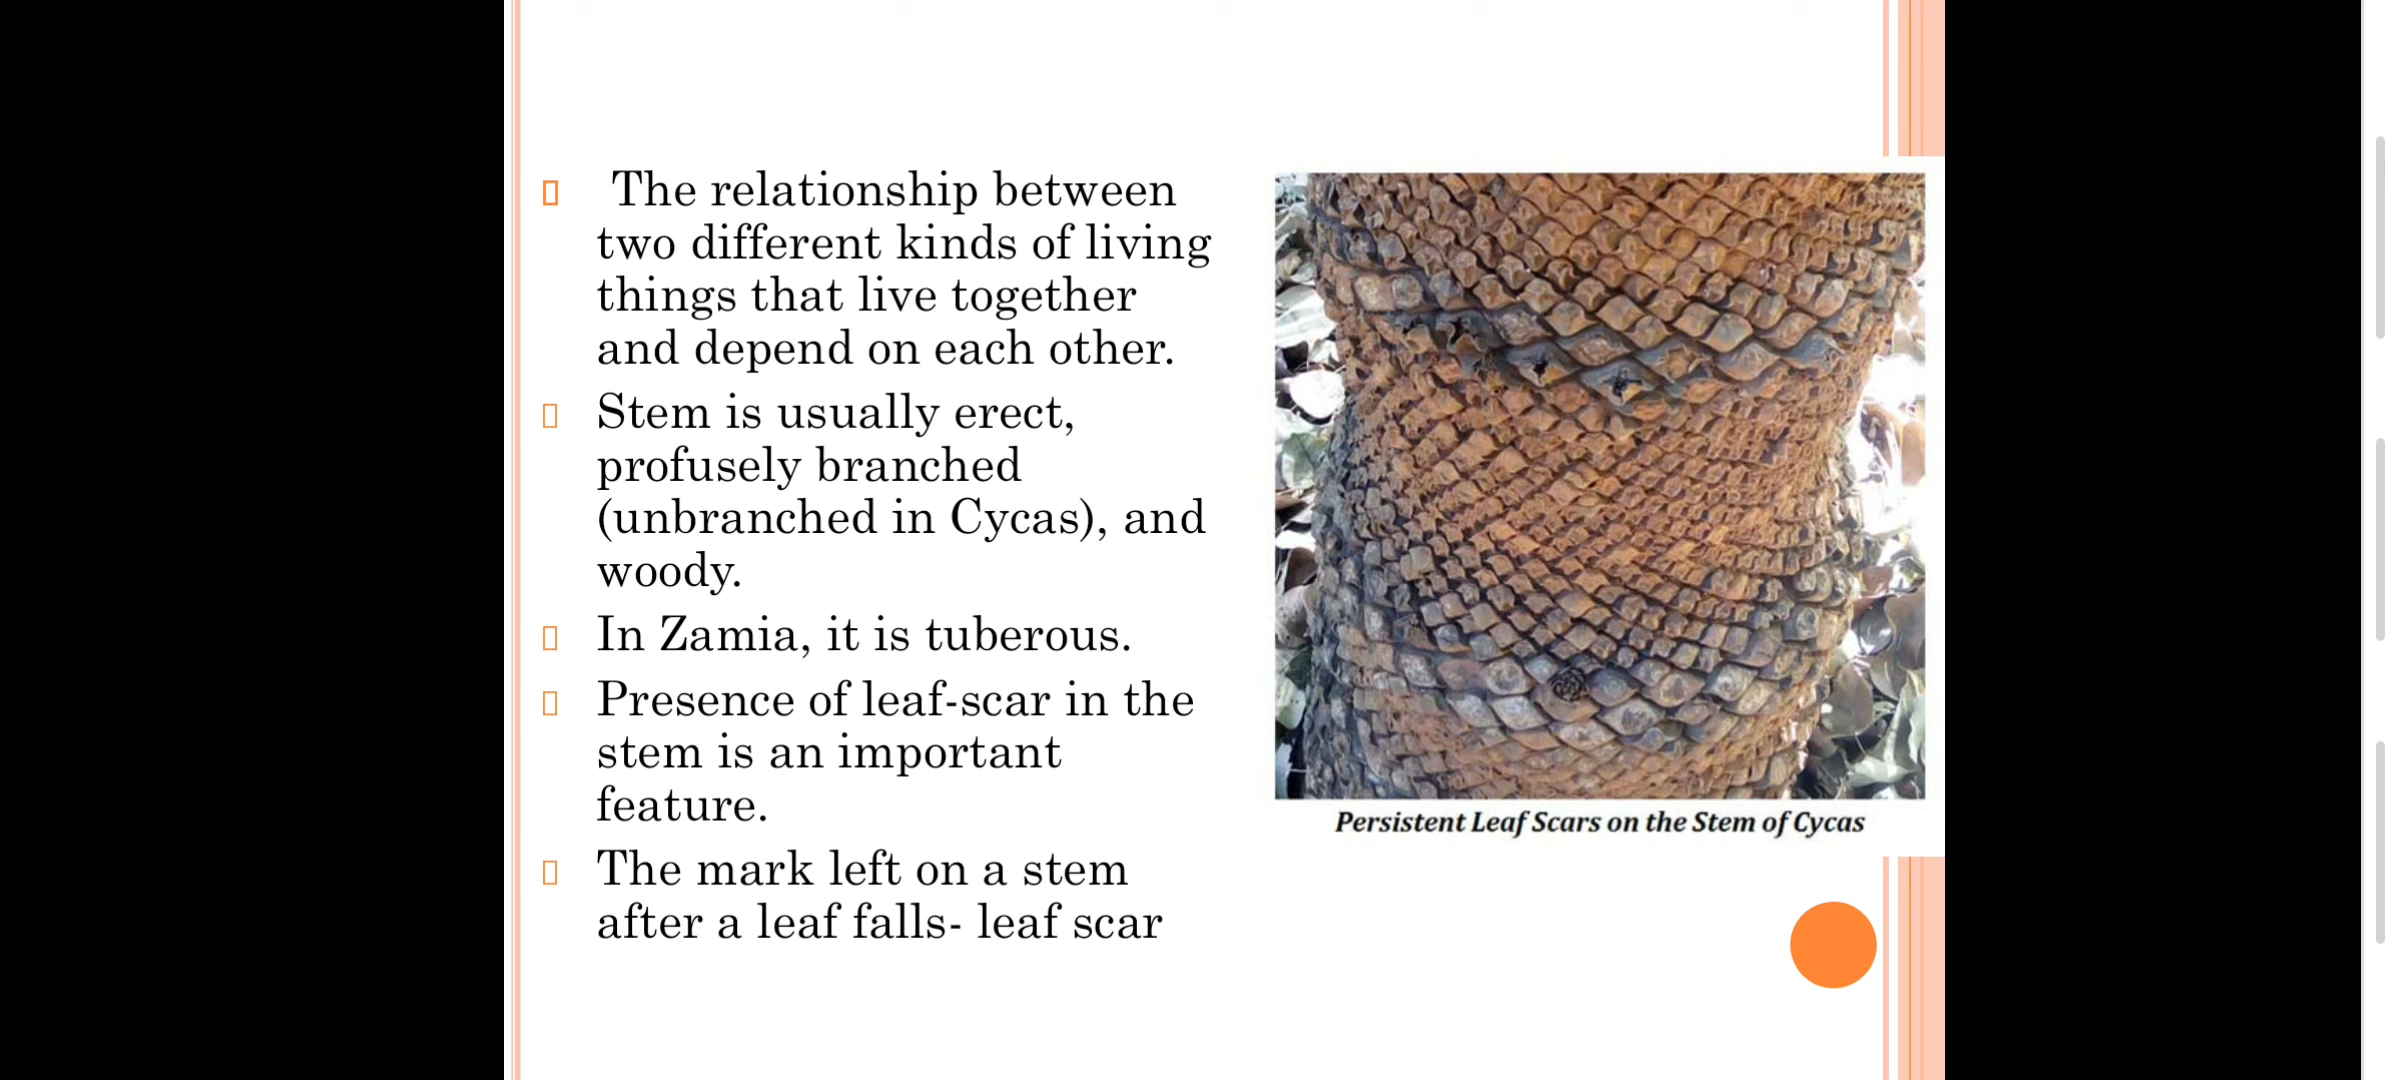 The relationship between
two different kinds of living
things that live together
and depend on each other.
Stem is usually erect,
profusely branched
(unbranched in Cycas), and
woody.
In Zamia, it is tuberous.
Presence of leaf-scar in the
stem is an important
feature.
The mark left on a stem
after a leaf falls- leaf scar
Persistent Leaf Scars on the Stem of Cycas